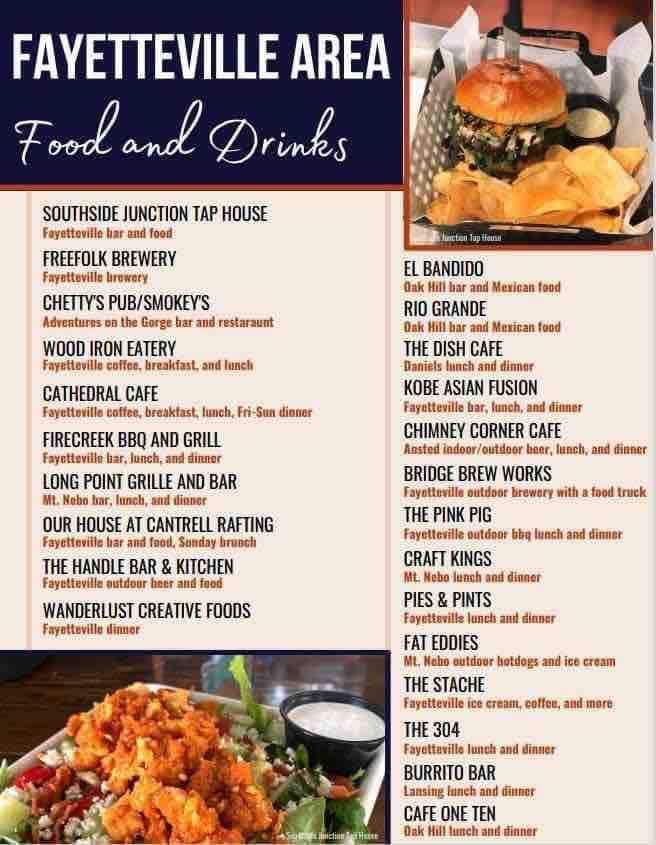 FAYETTEVILLE AREA
Food and Drinks
SOUTHSIDE JUNCTION TAP HOUSE
Fayetteville bar and food
FREEFOLK BREWERY
Fayetteville brewery
CHETTY'S PUB/SMOKEY'S
Adventures on the Gorge bar and restaraunt
WOOD IRON EATERY
Fayetteville coffee, breakfast, and lunch
CATHEDRAL CAFE
Fayetteville coffee, breakfast, lunch, Fri-Sun dinner
FIRECREEK BBQ AND GRILL
Fayetteville bar, lunch, and dinner
LONG POINT GRILLE AND BAR
Mt. Nebo bar, lunch, and dinner
OUR HOUSE AT CANTRELL RAFTING
Fayetteville bar and food, Sunday brunch
THE HANDLE BAR & KITCHEN
Fayetteville outdoor beer and food
WANDERLUST CREATIVE FOODS
Fayetteville dinner
Southside Junction Tap House
Southside Junction Tap House
EL BANDIDO
Oak Hill bar and Mexican food
RIO GRANDE
Oak Hill bar and Mexican food
THE DISH CAFE
Daniels lunch and dinner
KOBE ASIAN FUSION
Fayetteville bar, lunch, and dinner
CHIMNEY CORNER CAFE
Ansted indoor/outdoor beer, lunch, and dinner
BRIDGE BREW WORKS
Fayetteville outdoor brewery with a food truck
THE PINK PIG
Fayetteville outdoor bbq lunch and dinner
CRAFT KINGS
Mt. Nebo lunch and dinner
PIES & PINTS
Fayetteville lunch and dinner
FAT EDDIES
Mt. Nebo outdoor hotdogs and ice cream
THE STACHE
Fayetteville ice cream, coffee, and more
THE 304
Fayetteville lunch and dinner
BURRITO BAR
Lansing lunch and dinner
CAFE ONE TEN
Oak Hill lunch and dinner